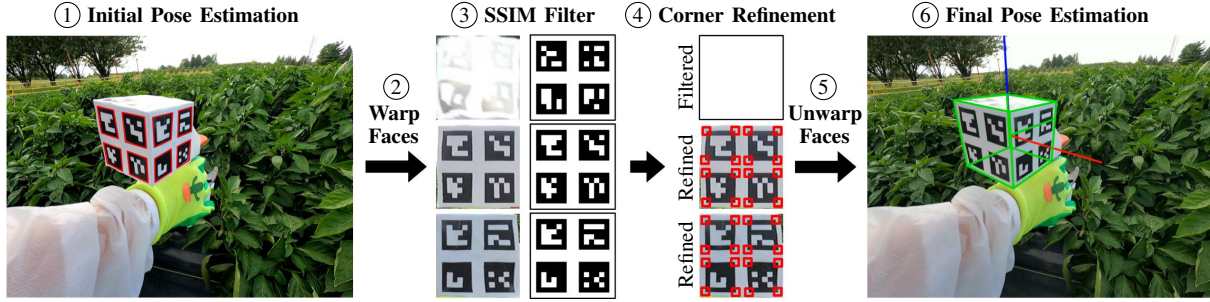 ① Initial Pose Estimation
② Warp
Faces
③ SSIM Filter
④ Corner Refinement
Filtered
Refined
Refined
⑤ Unwarp
Faces
⑥ Final Pose Estimation